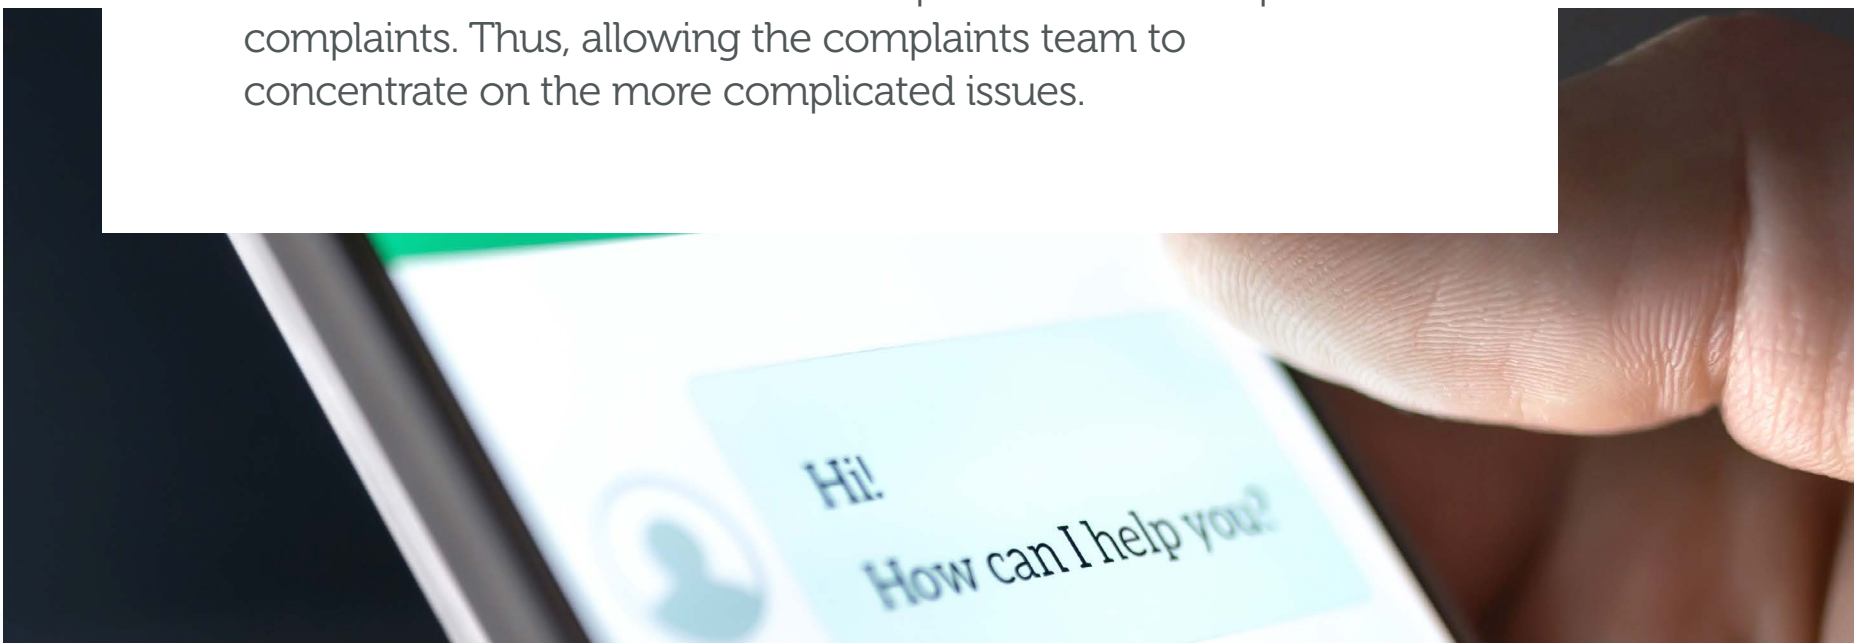 complaints. Thus, allowing the complaints team to
concentrate on the more complicated issues.
Hi!
How can I help you?